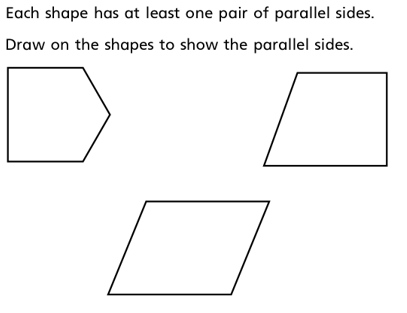 Each shape has at least one pair of parallel sides.
Draw on the shapes to show the parallel sides.